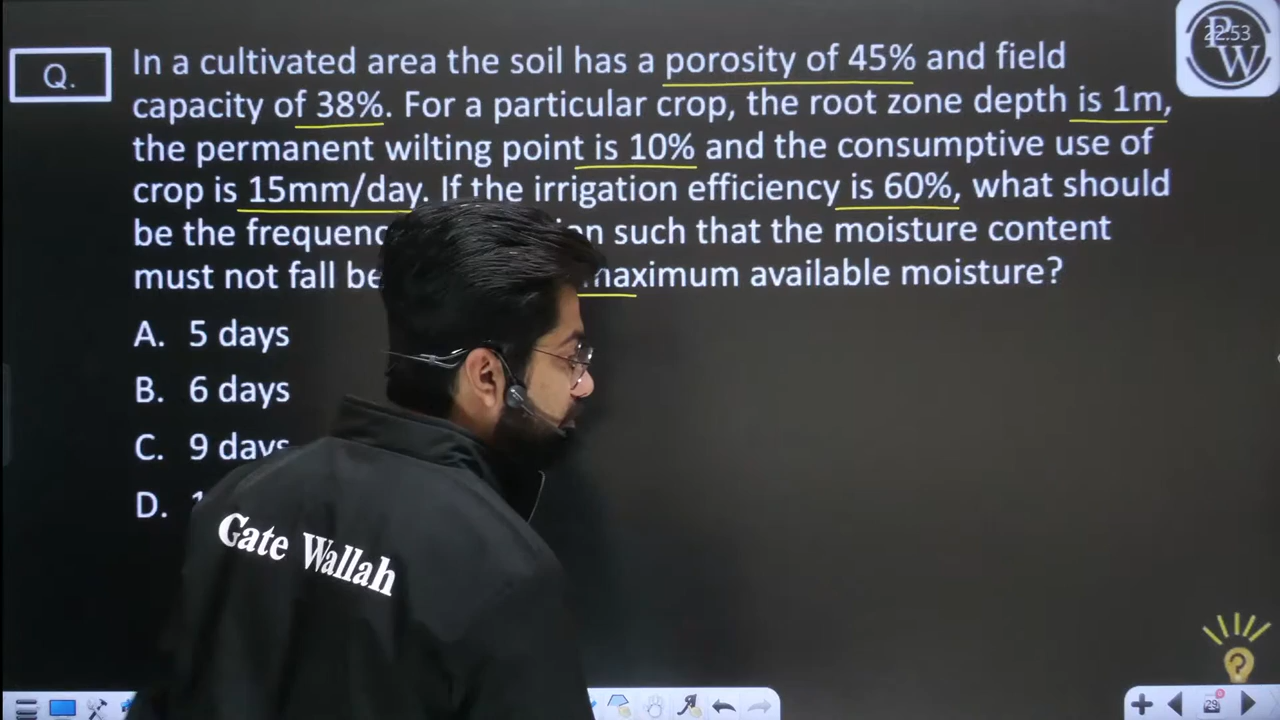 Q.
In a cultivated area the soil has a porosity of 45% and field
capacity of 38%. For a particular crop, the root zone depth is 1m,
the permanent wilting point is 10% and the consumptive use of
crop is 15mm/day. If the irrigation efficiency is 60%, what should
be the such that the moisture content
must not fall maximum available moisture?
A. 5 days
B. 6 days
C. 9 days
D.
Gate Wallah
PW
22:53
29